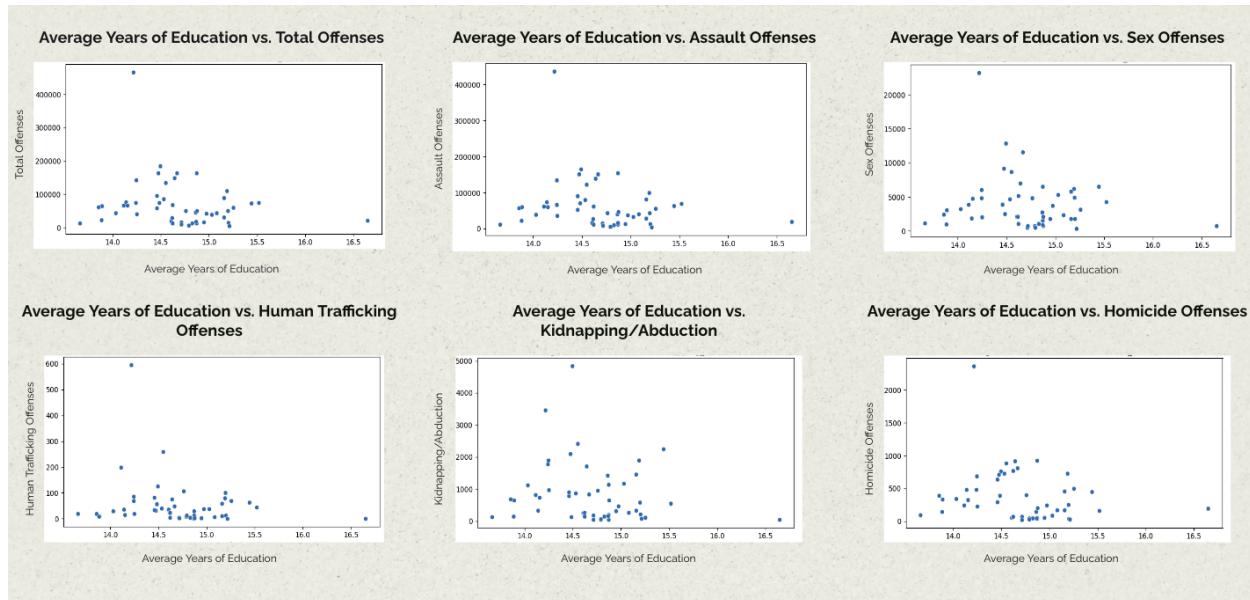 Average Years of Education vs. Total Offenses
Total Offenses
400000
300000
200000
100000
0
14.0 14.5 15.0 15.5 16.0 16.5
Average Years of Education
Average Years of Education vs. Assault Offenses
Assault Offenses
400000
300000
200000
100000
0
14.0 14.5 15.0 15.5 16.0 16.5
Average Years of Education
Average Years of Education vs. Sex Offenses
Sex Offenses
20000
15000
10000
5000
0
14.0 14.5 15.0 15.5 16.0 16.5
Average Years of Education
Average Years of Education vs. Human Trafficking
Offenses
Human Trafficking Offenses
600
500
400
300
200
100
0
14.0 14.5 15.0 15.5 16.0 16.5
Average Years of Education
Average Years of Education vs.
Kidnapping/Abduction
Kidnapping/Abduction
5000
4000
3000
2000
1000
0
14.0 14.5 15.0 15.5 16.0 16.5
Average Years of Education
Average Years of Education vs. Homicide Offenses
Homicide Offenses
2000
1500
1000
500
0
14.0 14.5 15.0 15.5 16.0 16.5
Average Years of Education